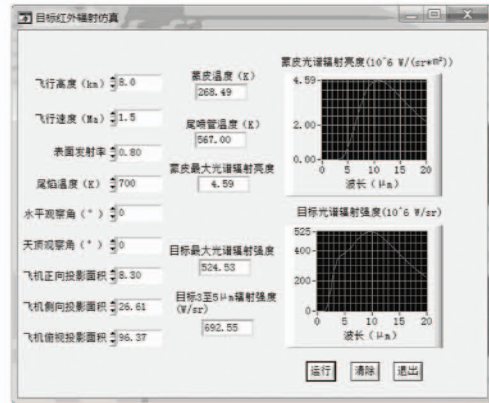 目标红外辐射仿真
飞行高度（km） 8.0
飞行速度（Ma） 1.5
表面发射率 0.80
尾焰温度（K） 700
水平观察角（°） 0
天顶观察角（°） 0
飞机正向投影面积 8.30
飞机侧向投影面积 26.61
飞机俯视投影面积 96.37
蒙皮温度（K）
268.49
尾喷管温度（K）
567.00
蒙皮最大光谱辐射亮度
4.59
目标最大光谱辐射强度
524.53
目标3至5μm辐射强度
(W/sr)
692.55
蒙皮光谱辐射亮度(10^6 W/(sr*m²))
4.59
2.00
0.00
0 5 10 15 20
波长（μm）
目标光谱辐射强度(10^6 W/sr)
525
400
200
0
0 5 10 15 20
波长（μm）
运行 清除 退出